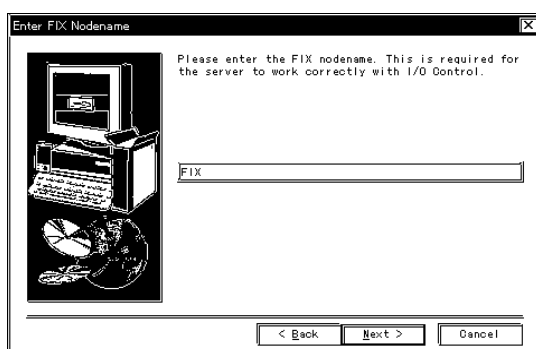 Enter FIX Nodename
Please enter the FIX nodename. This is required for
the server to work correctly with I/O Control.
FIX
< Back
Next >
Cancel